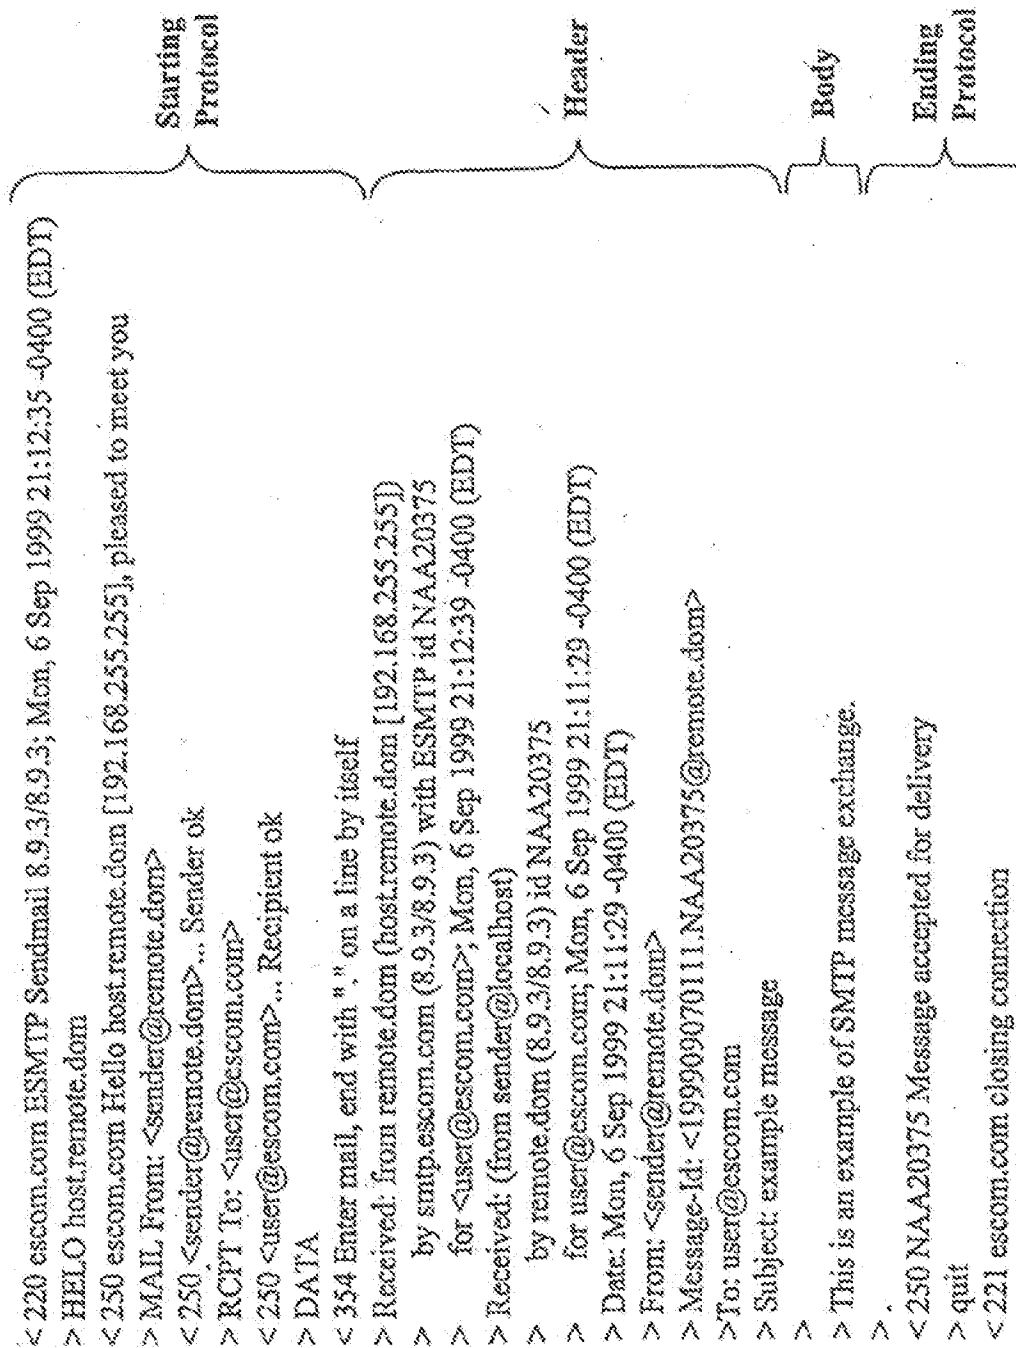 < 220 escom.com ESMTP Sendmail 8.9.3/8.9.3; Mon, 6 Sep 1999 21:12:35 -0400 (EDT)
> HELO host.remote.dom
< 250 escom.com Hello host.remote.dom [192.168.255.255], pleased to meet you
> MAIL From: <sender@remote.dom>
< 250 <sender@remote.dom>... Sender ok
> RCPT To: <user@escom.com>
< 250 <user@escom.com>... Recipient ok
> DATA
< 354 Enter mail, end with "." on a line by itself
Starting
Protocol
> Received: from remote.dom (host.remote.dom [192.168.255.255])
> by smtp.escom.com (8.9.3/8.9.3) with ESMTP id NAA20375
> for <user@escom.com>; Mon, 6 Sep 1999 21:12:39 -0400 (EDT)
> Received: (from sender@localhost)
> by remote.dom (8.9.3/8.9.3) id NAA20375
> for user@escom.com; Mon, 6 Sep 1999 21:11:29 -0400 (EDT)
> Date: Mon, 6 Sep 1999 21:11:29 -0400 (EDT)
> From: <sender@remote.dom>
> Message-Id: <199909070111.NAA20375@remote.dom>
>To: user@escom.com
> Subject: example message
Header
>
> This is an example of SMTP message exchange.
Body
> .
< 250 NAA20375 Message accepted for delivery
> quit
< 221 escom.com closing connection
Ending
Protocol